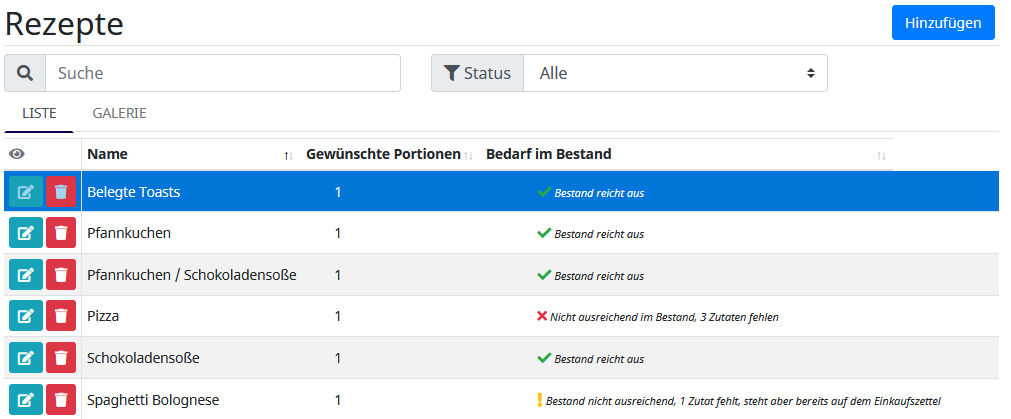 Rezepte Hinzufügen
Suche Status Alle
LISTE GALERIE
Name Gewünschte Portionen Bedarf im Bestand
Belegte Toasts 1 Bestand reicht aus
Pfannkuchen 1 Bestand reicht aus
Pfannkuchen / Schokoladensoße 1 Bestand reicht aus
Pizza 1 Nicht ausreichend im Bestand, 3 Zutaten fehlen
Schokoladensoße 1 Bestand reicht aus
Spaghetti Bolognese 1 Bestand nicht ausreichend, 1 Zutat fehlt, steht aber bereits auf dem Einkaufszettel